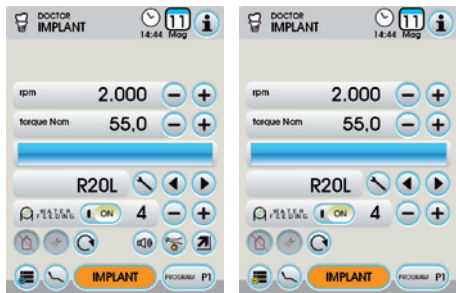 DOCTOR
IMPLANT
14:44
11
Mag
i
rpm 2.000 − +
torque Ncm 55,0 − +
R20L
WATER FEEDING I ON 4 − +
IMPLANT
PROGRAM P1
DOCTOR
IMPLANT
14:44
11
Mag
i
rpm 2.000 − +
torque Ncm 55,0 − +
R20L
WATER FEEDING I ON 4 − +
IMPLANT
PROGRAM P1